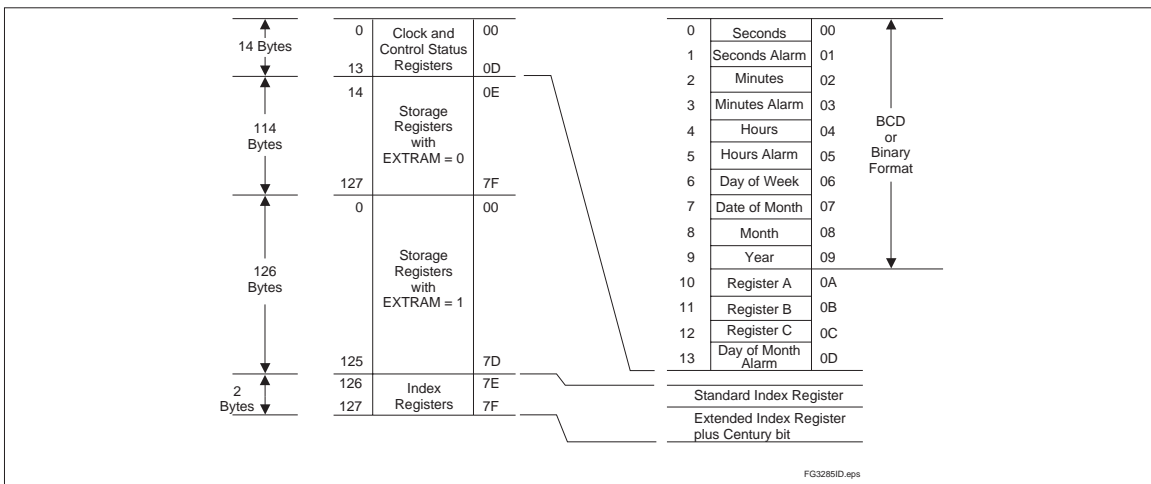 14 Bytes
114
Bytes
126
Bytes
2
Bytes
0 Clock and 00
Control Status
13 Registers 0D
14 0E
Storage
Registers
with
EXTRAM = 0
127 7F
0 00
Storage
Registers
with
EXTRAM = 1
125 7D
126 Index 7E
127 Registers 7F
0 Seconds 00
1 Seconds Alarm 01
2 Minutes 02
3 Minutes Alarm 03
4 Hours 04
5 Hours Alarm 05
6 Day of Week 06
7 Date of Month 07
8 Month 08
9 Year 09
10 Register A 0A
11 Register B 0B
12 Register C 0C
13 Day of Month 0D
Alarm
BCD
or
Binary
Format
Standard Index Register
Extended Index Register
plus Century bit
FG3285ID.eps